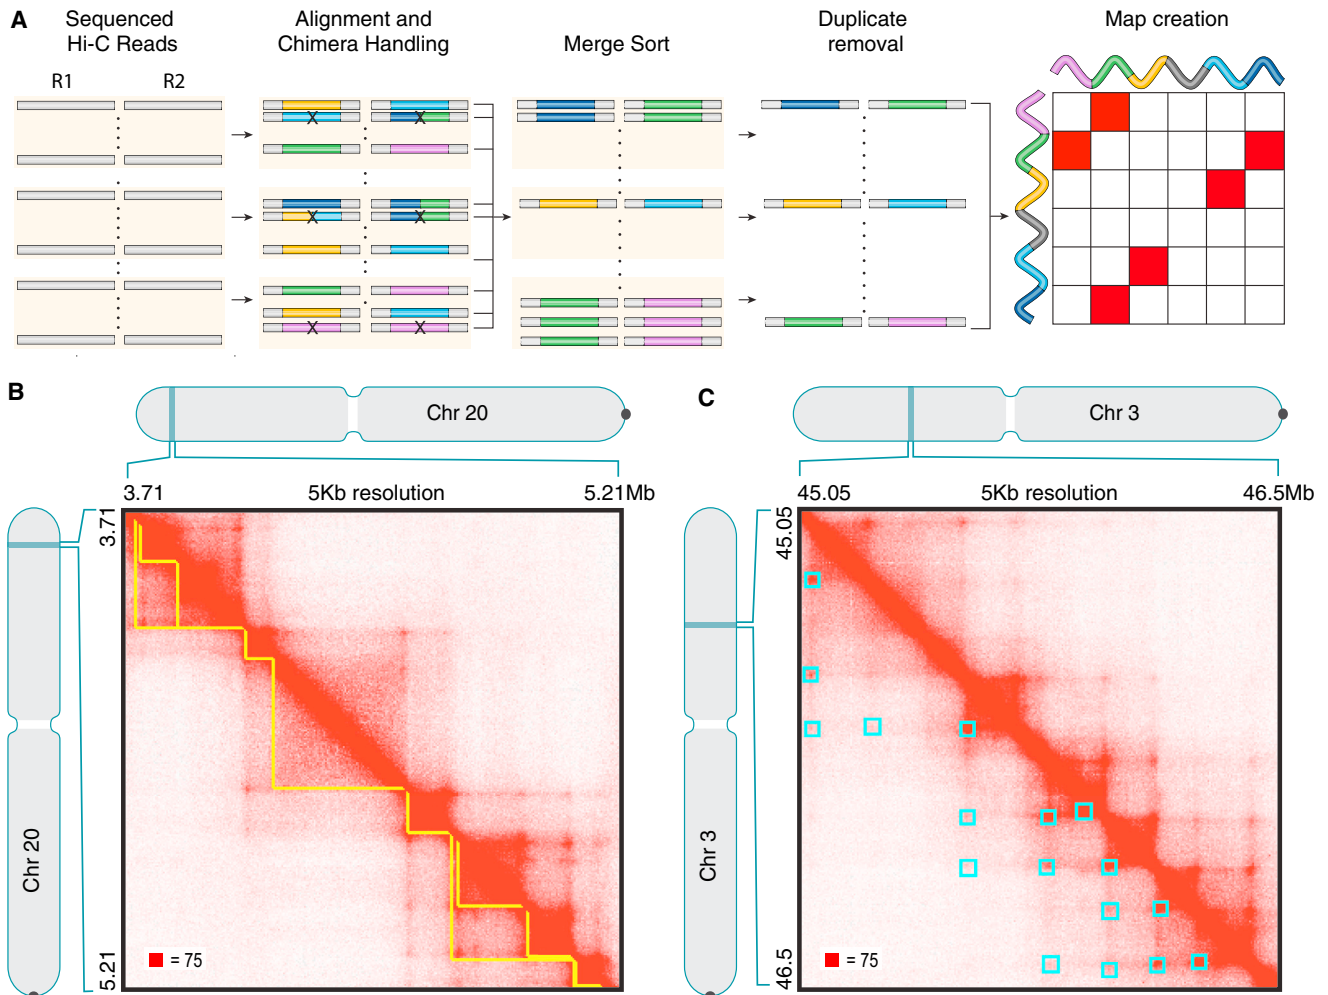 A
Sequenced
Hi-C Reads
Alignment and
Chimera Handling
Merge Sort
Duplicate
removal
Map creation
R1 R2
X X
X X
X X
B
Chr 20
3.71 5Kb resolution 5.21Mb
3.71
Chr 20
5.21
= 75
C
Chr 3
45.05 5Kb resolution 46.5Mb
45.05
Chr 3
46.5
= 75